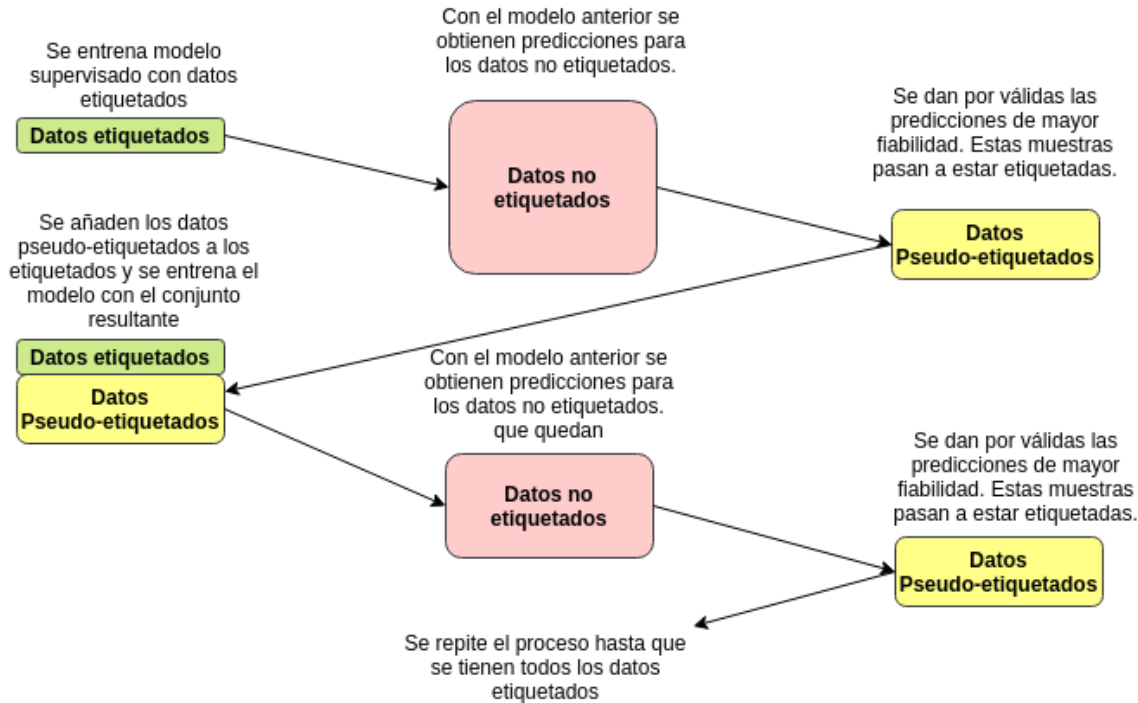 Con el modelo anterior se
obtienen predicciones para
los datos no etiquetados.
Se entrena modelo
supervisado con datos
etiquetados
Datos etiquetados
Datos no
etiquetados
Se dan por válidas las
predicciones de mayor
fiabilidad. Estas muestras
pasan a estar etiquetadas.
Datos
Pseudo-etiquetados
Se añaden los datos
pseudo-etiquetados a los
etiquetados y se entrena el
modelo con el conjunto
resultante
Datos etiquetados
Datos
Pseudo-etiquetados
Con el modelo anterior se
obtienen predicciones para
los datos no etiquetados.
que quedan
Datos no
etiquetados
Se dan por válidas las
predicciones de mayor
fiabilidad. Estas muestras
pasan a estar etiquetadas.
Datos
Pseudo-etiquetados
Se repite el proceso hasta que
se tienen todos los datos
etiquetados